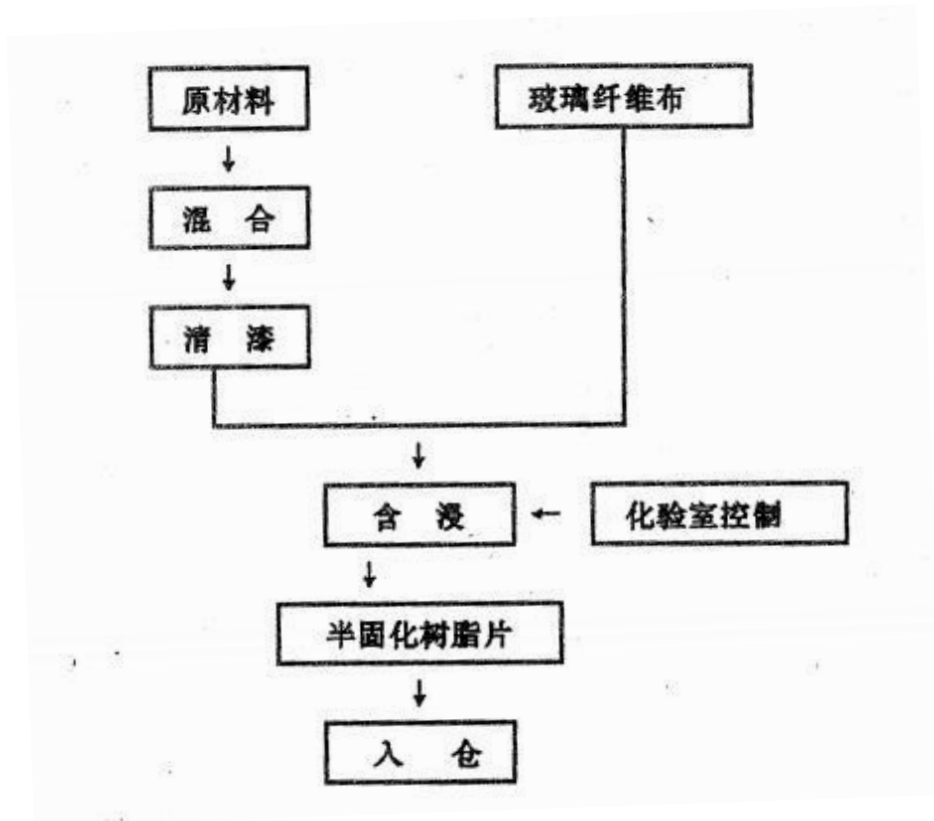 原材料
玻璃纤维布
混 合
清 漆
含 浸
化验室控制
半固化树脂片
入 仓